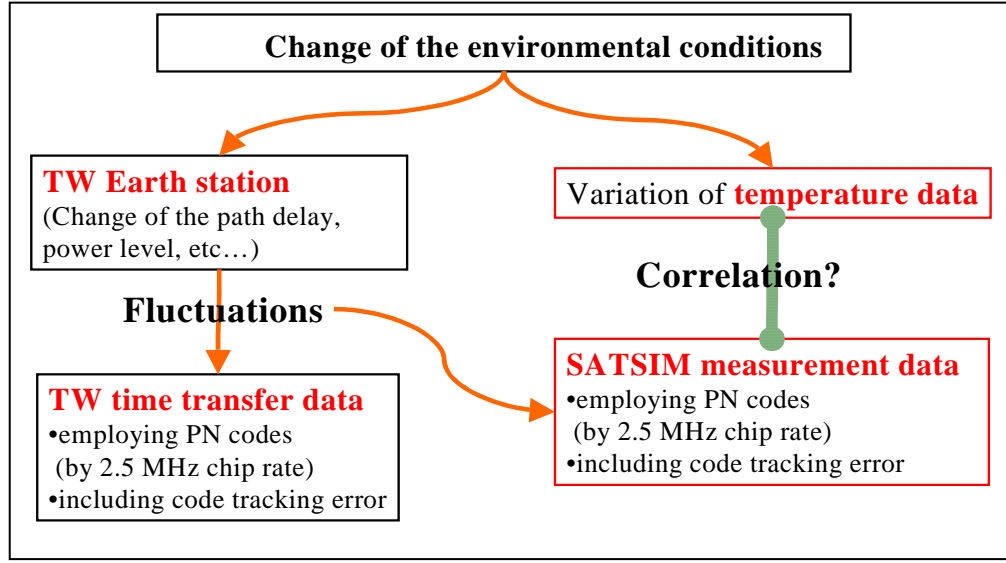 Change of the environmental conditions
TW Earth station
(Change of the path delay,
power level, etc…)
Variation of temperature data
Correlation?
Fluctuations
TW time transfer data
•employing PN codes
(by 2.5 MHz chip rate)
•including code tracking error
SATSIM measurement data
•employing PN codes
(by 2.5 MHz chip rate)
•including code tracking error